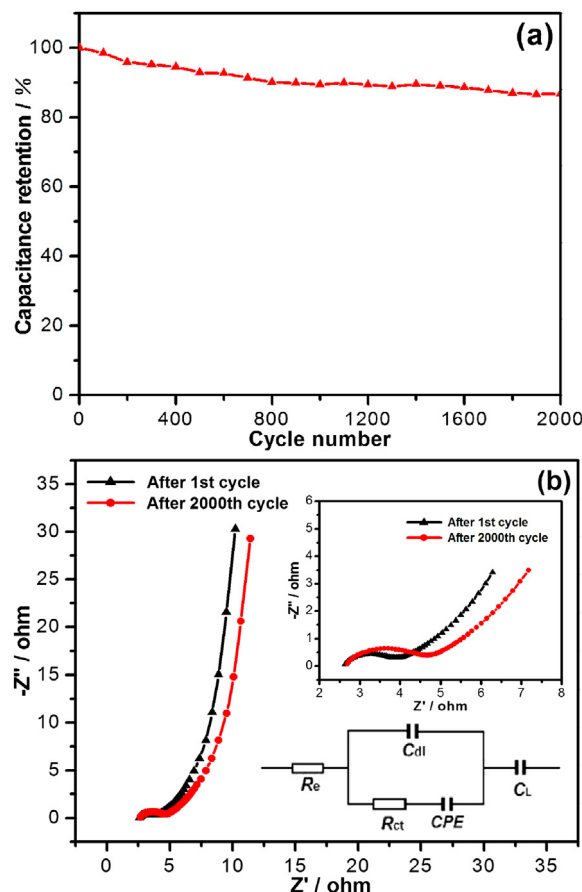 (a)
Capacitance retention / %
100
80
60
40
20
0
0 400 800 1200 1600 2000
Cycle number
(b)
After 1st cycle
After 2000th cycle
-Z'' / ohm
35
30
25
20
15
10
5
0
0 5 10 15 20 25 30 35
Z' / ohm
After 1st cycle
After 2000th cycle
-Z'' / ohm
6
5
4
3
2
1
0
2 3 4 5 6 7 8
Z' / ohm
Cdl
Re
CL
Rct CPE